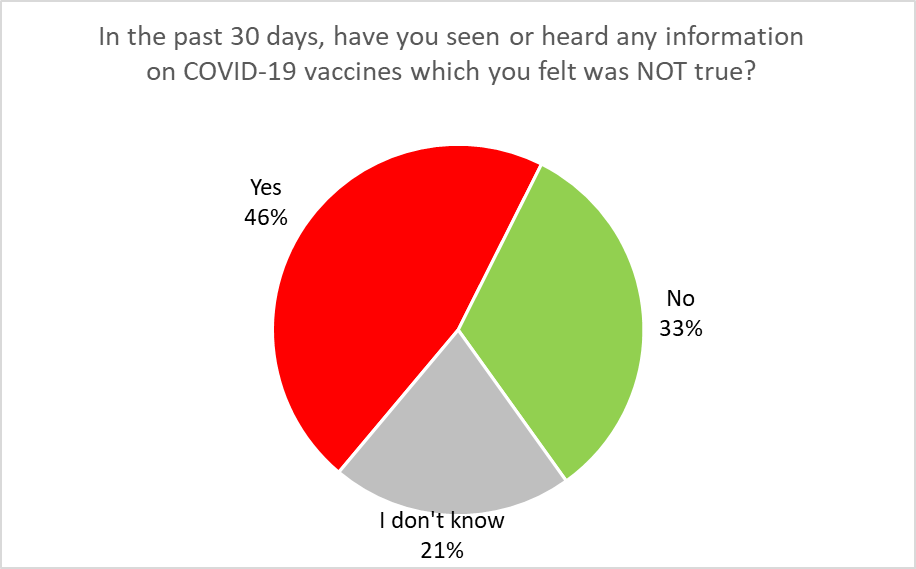 In the past 30 days, have you seen or heard any information
on COVID-19 vaccines which you felt was NOT true?
Yes
46%
No
33%
I don't know
21%